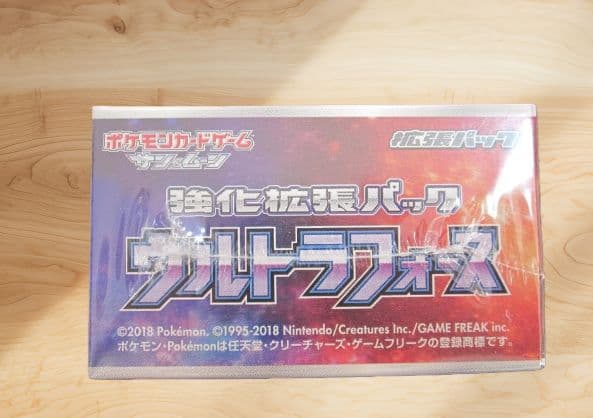 ポケモンカードゲーム
サン&ムーン
拡張パック
強化拡張パック
ウルトラフォース
©2018 Pokémon. ©1995-2018 Nintendo/Creatures Inc./GAME FREAK inc.
ポケモン・Pokémonは任天堂・クリーチャーズ・ゲームフリークの登録商標です。